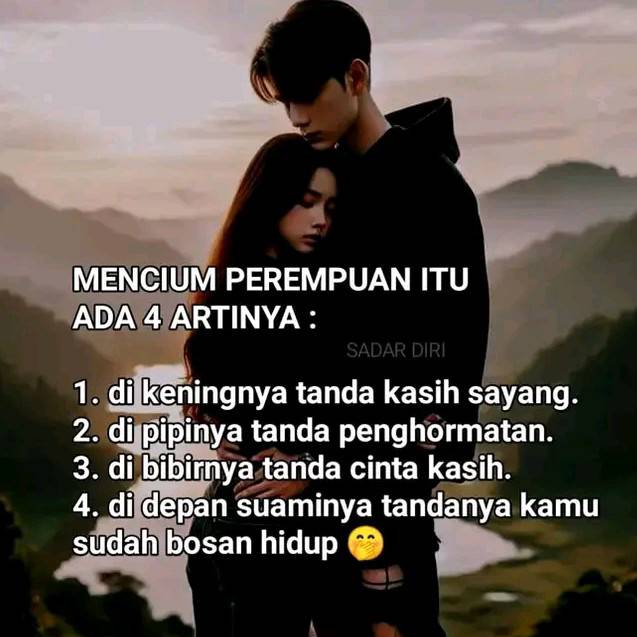 MENCIUM PEREMPUAN ITU
ADA 4 ARTINYA :
SADAR DIRI
1. di keningnya tanda kasih sayang.
2. di pipinya tanda penghormatan.
3. di bibirnya tanda cinta kasih.
4. di depan suaminya tandanya kamu
sudah bosan hidup 🤭